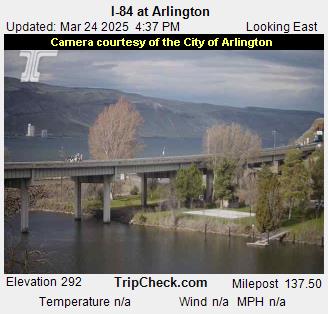 I-84 at Arlington
Updated: Mar 24 2025 4:37 PM Looking East
Camera courtesy of the City of Arlington
Elevation 292 TripCheck.com Milepost 137.50
Temperature n/a Wind n/a MPH n/a